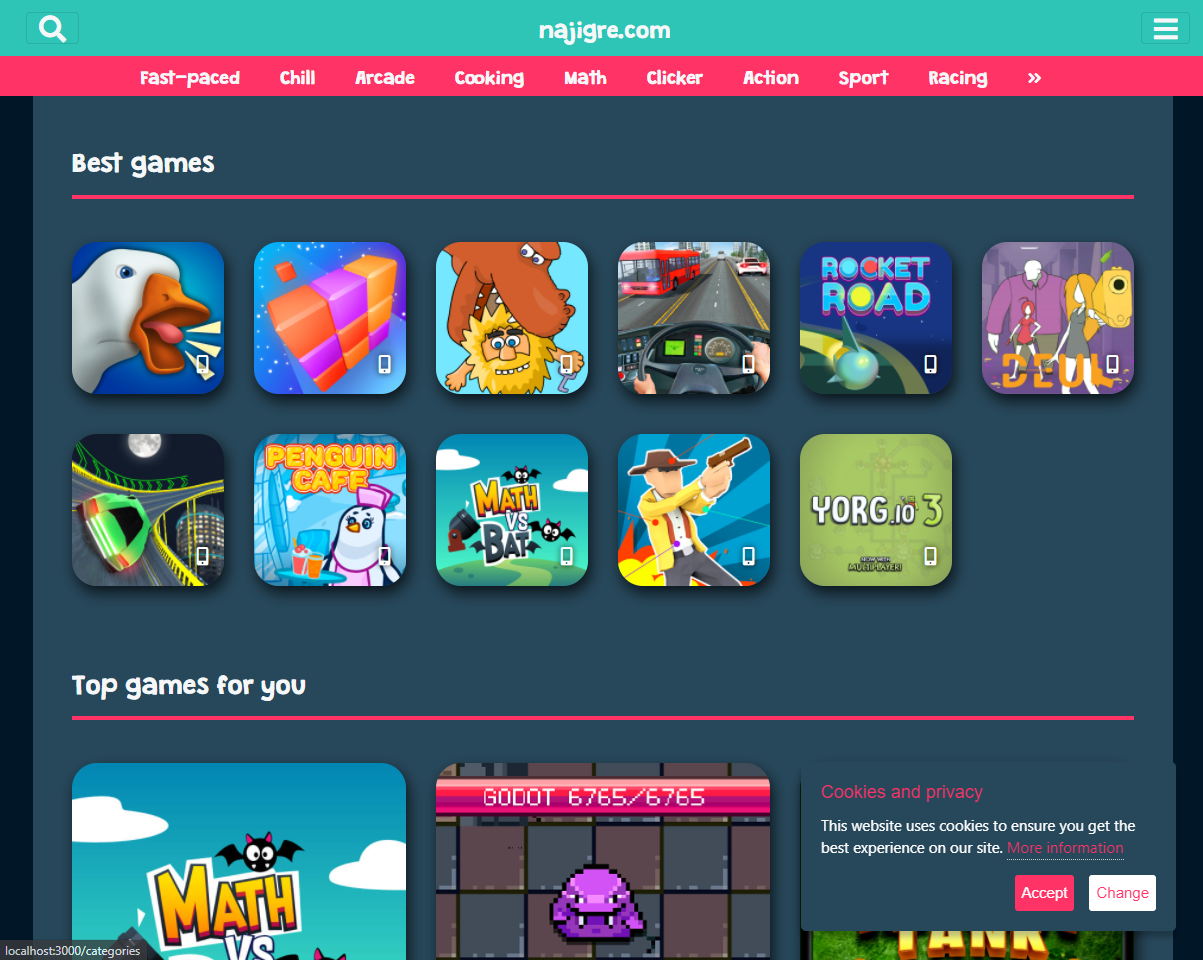 najigre.com
Fast-paced Chill Arcade Cooking Math Clicker Action Sport Racing »
Best games
ROCKET
ROAD
DEUL
PENGUIN
CAFE
MATH
VS
BAT
YORG.io 3
NOW WITH
MULTIPLAYER!
Top games for you
MATH
VS
GODOT 6765/6765
TANK
Cookies and privacy
This website uses cookies to ensure you get the
best experience on our site. More information
Accept Change
localhost:3000/categories